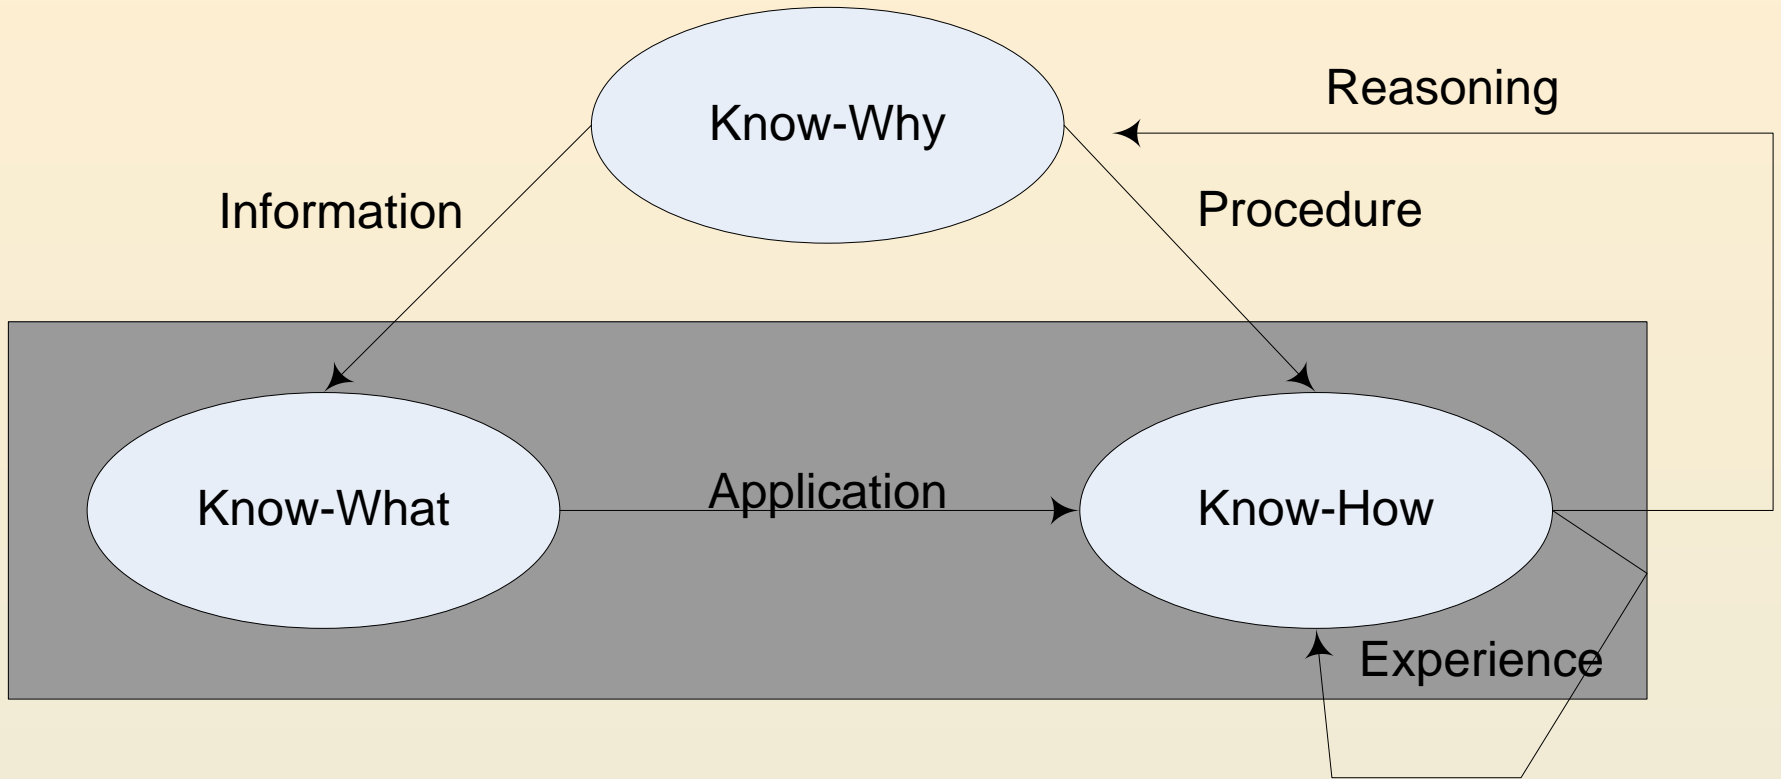 Reasoning
Know-Why
Information
Procedure
Application
Know-What
Know-How
Experience